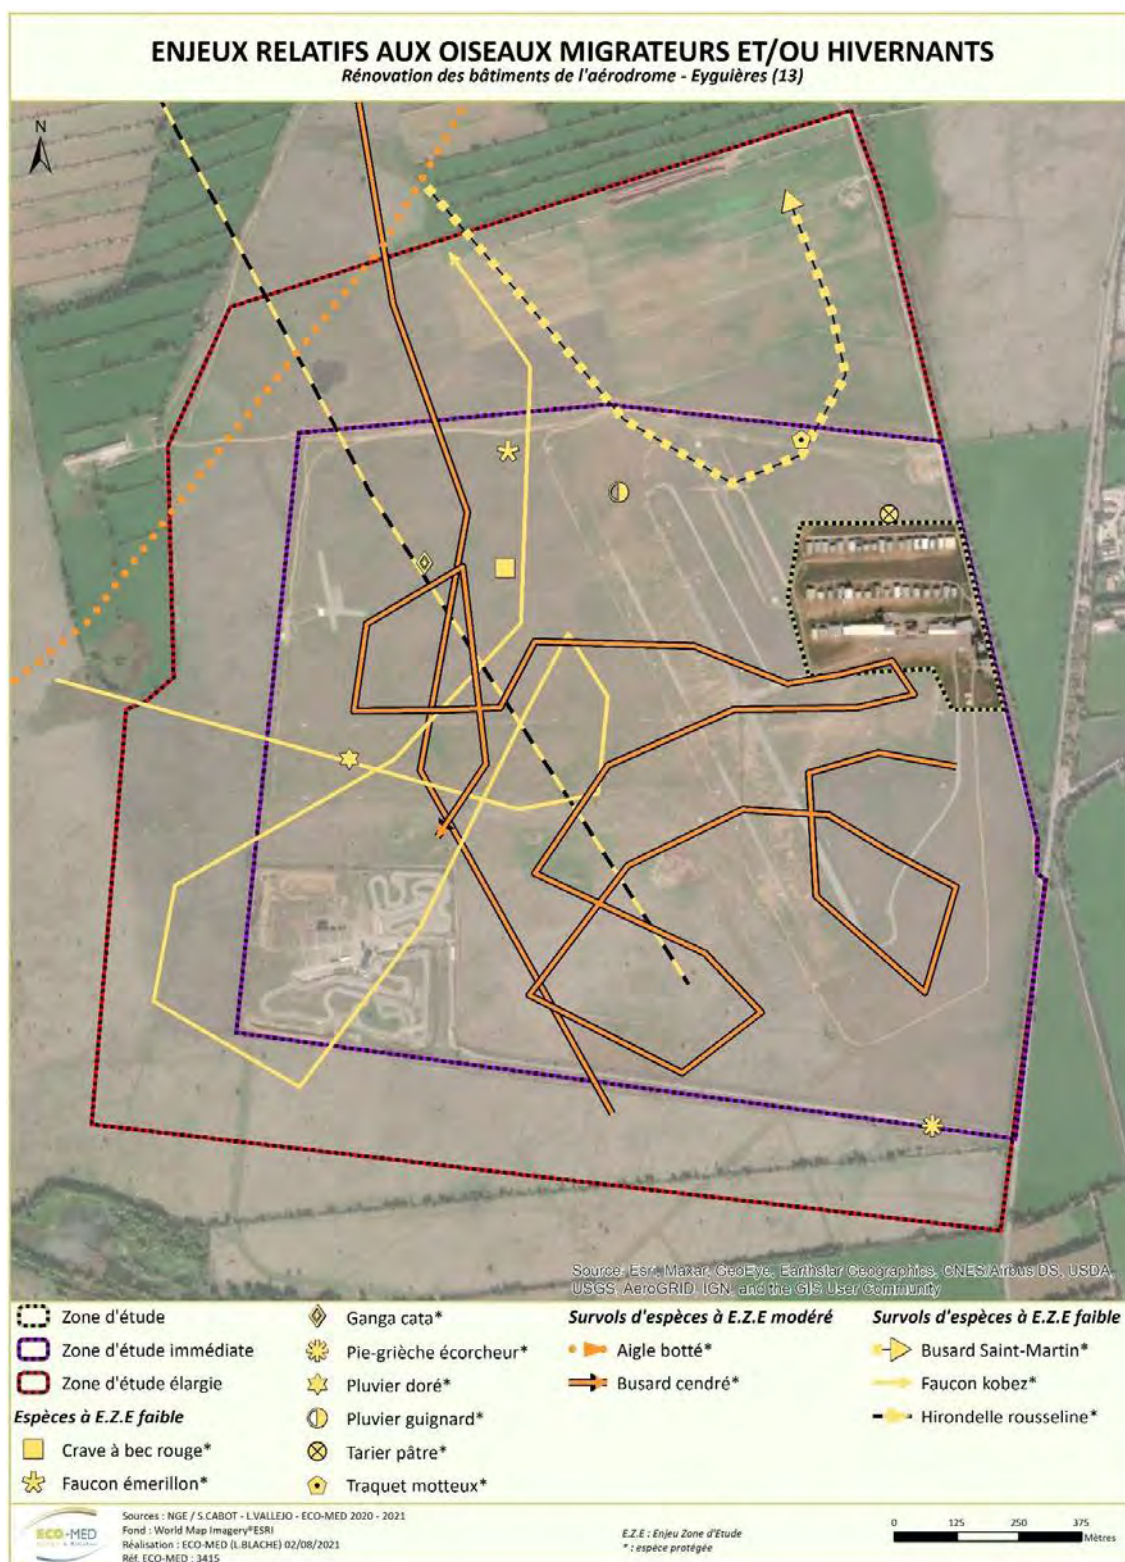 ENJEUX RELATIFS AUX OISEAUX MIGRATEURS ET/OU HIVERNANTS
Rénovation des bâtiments de l'aérodrome - Eyguières (13)
N
Source: Esri, Maxar, GeoEye, Earthstar Geographics, CNES/Airbus DS, USDA,
USGS, AeroGRID, IGN, and the GIS User Community
Zone d'étude
Zone d'étude immédiate
Zone d'étude élargie
Espèces à E.Z.E faible
Crave à bec rouge*
Faucon émerillon*
Ganga cata*
Pie-grièche écorcheur*
Pluvier doré*
Pluvier guignard*
Tarier pâtre*
Traquet motteux*
Survols d'espèces à E.Z.E modéré
Aigle botté*
Busard cendré*
Survols d'espèces à E.Z.E faible
Busard Saint-Martin*
Faucon kobez*
Hirondelle rousseline*
ECO-MED
Sources : NGE / S.CABOT - L.VALLEJO - ECO-MED 2020 - 2021
Fond : World Map Imagery®ESRI
Réalisation : ECO-MED (L.BLACHE) 02/08/2021
Réf. ECO-MED : 3415
E.Z.E : Enjeu Zone d'Etude
* : espèce protégée
0 125 250 375
Mètres